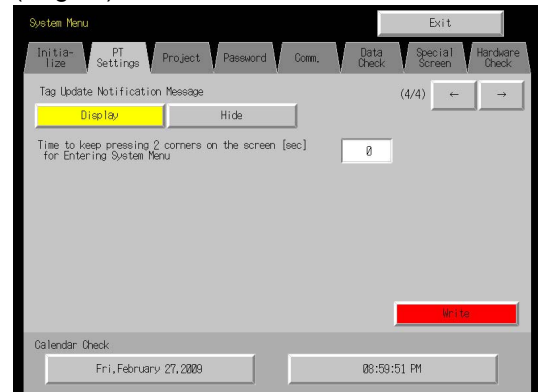 System Menu
Exit
Initia-
lize
PT
Settings
Project
Password
Comm.
Data
Check
Special
Screen
Hardware
Check
Tag Update Notification Message
(4/4)
←
→
Display
Hide
Time to keep pressing 2 corners on the screen [sec]
for Entering System Menu
0
Write
Calendar Check
Fri,February 27,2009
08:59:51 PM